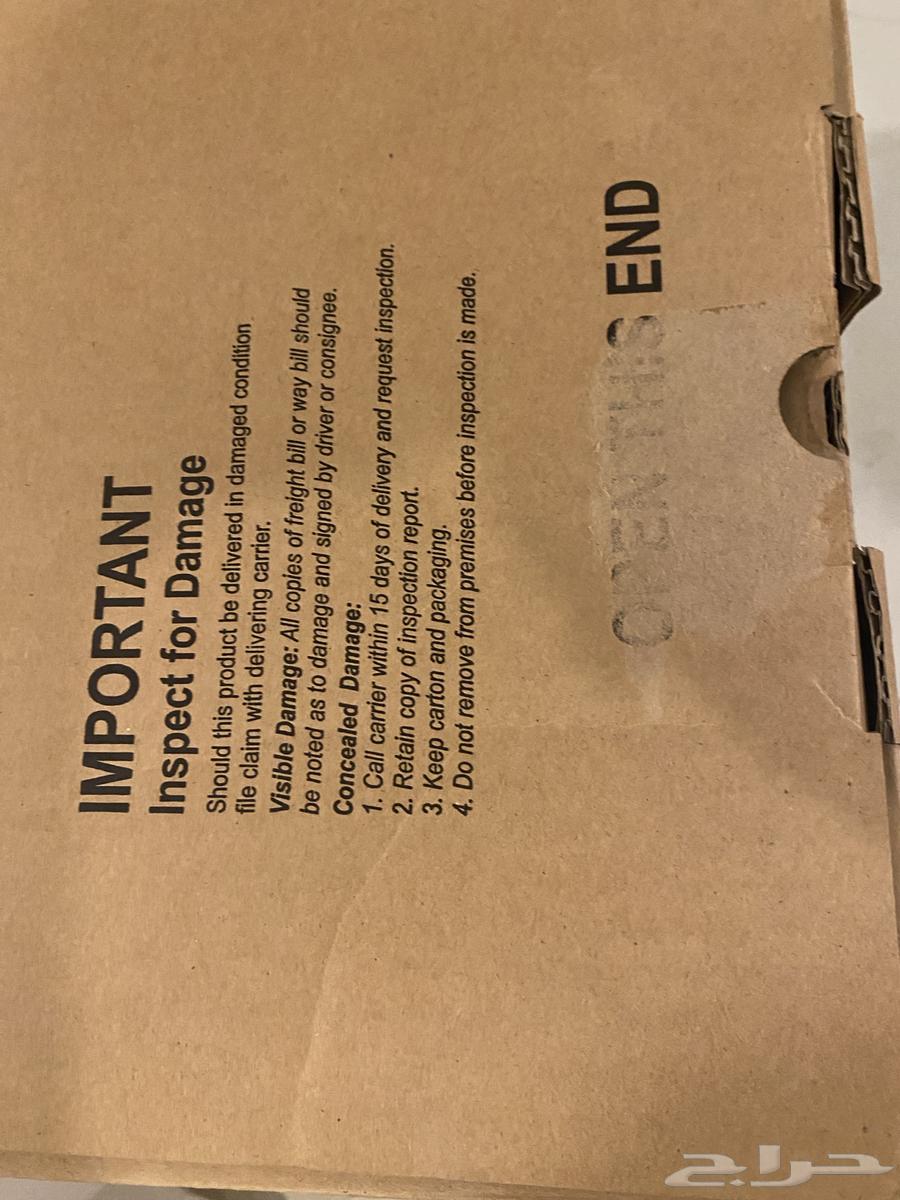 IMPORTANT
Inspect for Damage
Should this product be delivered in damaged condition
file claim with delivering carrier.
Visible Damage: All copies of freight bill or way bill should
be noted as to damage and signed by driver or consignee.
Concealed Damage:
1. Call carrier within 15 days of delivery and request inspection.
2. Retain copy of inspection report.
3. Keep carton and packaging.
4. Do not remove from premises before inspection is made.
OPEN THIS END
حراج